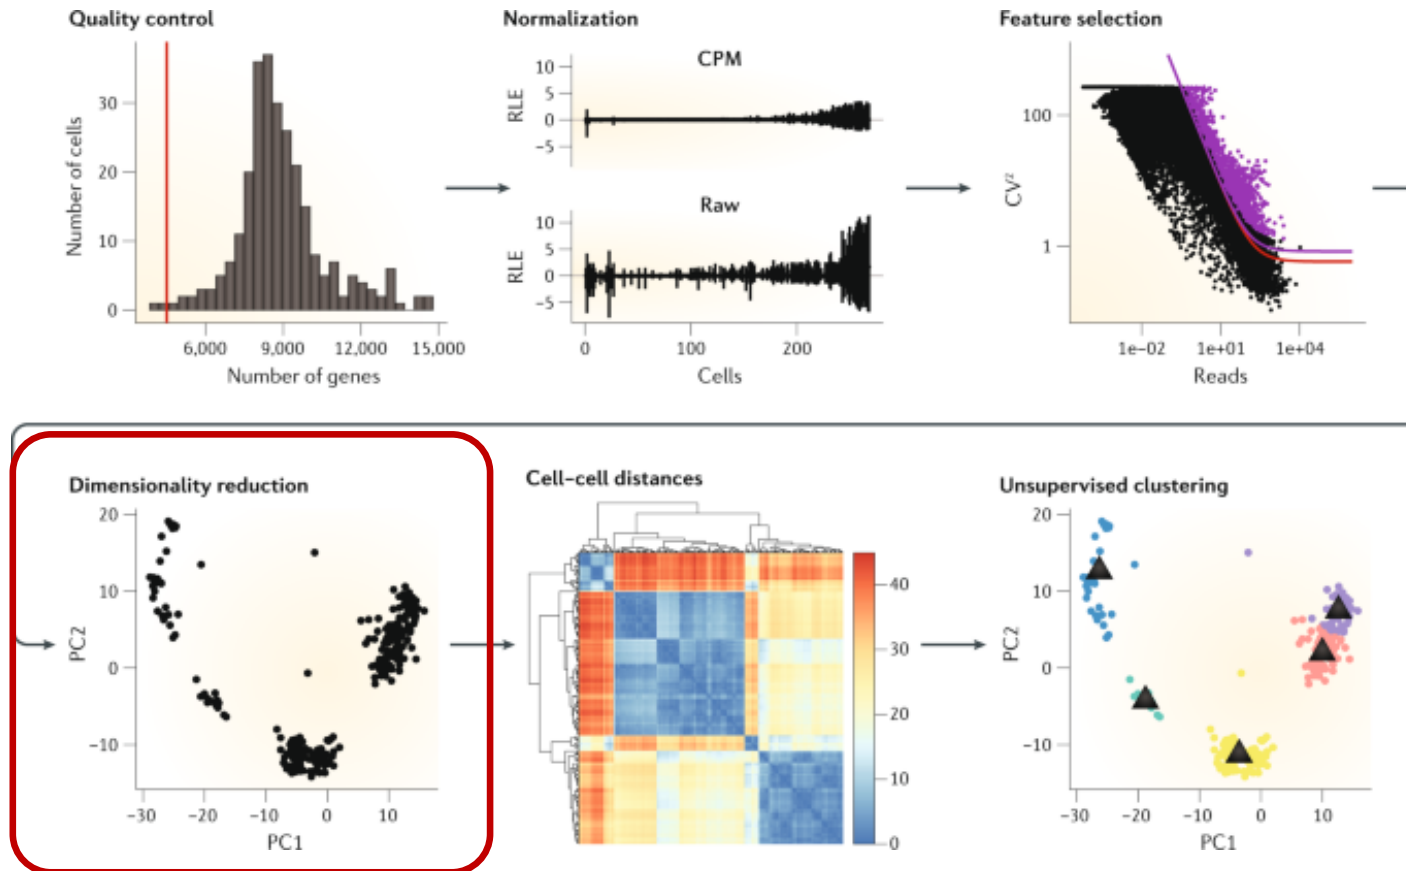 Quality control
Number of cells
30
20
10
0
6,000 9,000 12,000 15,000
Number of genes
Normalization
CPM
RLE
10
5
0
−5
Raw
RLE
10
5
0
−5
0 100 200
Cells
Feature selection
CV²
100
1
1e−02 1e+01 1e+04
Reads
Dimensionality reduction
PC2
20
10
0
−10
−30 −20 −10 0 10
PC1
Cell–cell distances
40
30
20
10
0
Unsupervised clustering
PC2
20
10
0
−10
−30 −20 −10 0 10
PC1